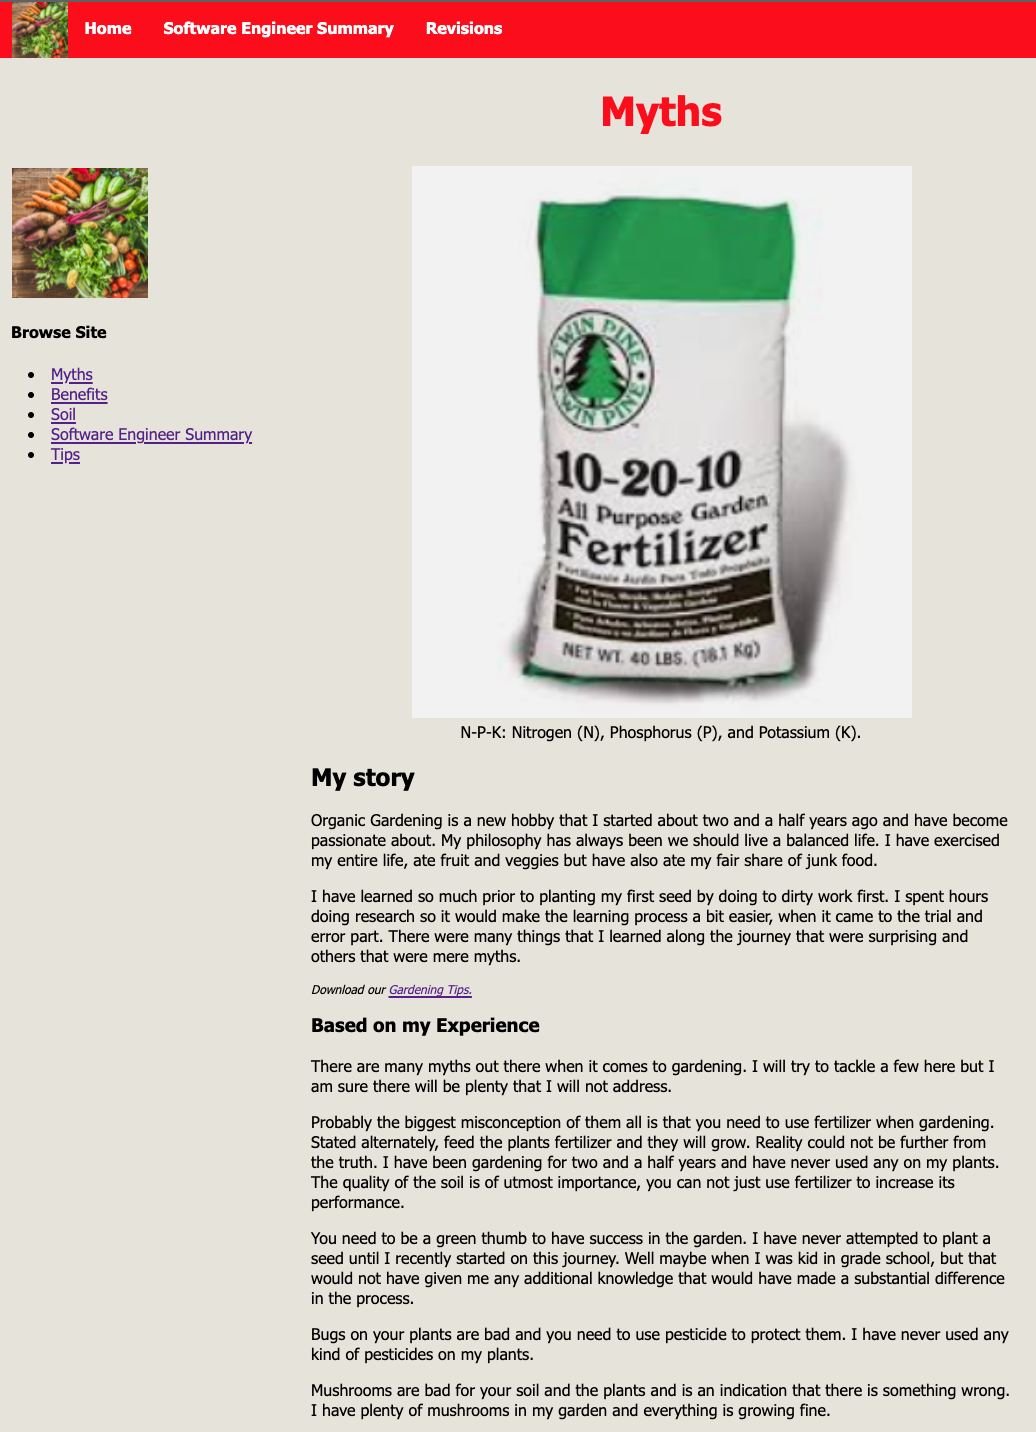 Home Software Engineer Summary Revisions
Myths
Browse Site
Myths
Benefits
Soil
Software Engineer Summary
Tips
TWIN PINE
TWIN PINE
10-20-10
All Purpose Garden
Fertilizer
NET WT. 40 LBS. (18.1 Kg)
N-P-K: Nitrogen (N), Phosphorus (P), and Potassium (K).
My story
Organic Gardening is a new hobby that I started about two and a half years ago and have become
passionate about. My philosophy has always been we should live a balanced life. I have exercised
my entire life, ate fruit and veggies but have also ate my fair share of junk food.
I have learned so much prior to planting my first seed by doing to dirty work first. I spent hours
doing research so it would make the learning process a bit easier, when it came to the trial and
error part. There were many things that I learned along the journey that were surprising and
others that were mere myths.
Download our Gardening Tips.
Based on my Experience
There are many myths out there when it comes to gardening. I will try to tackle a few here but I
am sure there will be plenty that I will not address.
Probably the biggest misconception of them all is that you need to use fertilizer when gardening.
Stated alternately, feed the plants fertilizer and they will grow. Reality could not be further from
the truth. I have been gardening for two and a half years and have never used any on my plants.
The quality of the soil is of utmost importance, you can not just use fertilizer to increase its
performance.
You need to be a green thumb to have success in the garden. I have never attempted to plant a
seed until I recently started on this journey. Well maybe when I was kid in grade school, but that
would not have given me any additional knowledge that would have made a substantial difference
in the process.
Bugs on your plants are bad and you need to use pesticide to protect them. I have never used any
kind of pesticides on my plants.
Mushrooms are bad for your soil and the plants and is an indication that there is something wrong.
I have plenty of mushrooms in my garden and everything is growing fine.